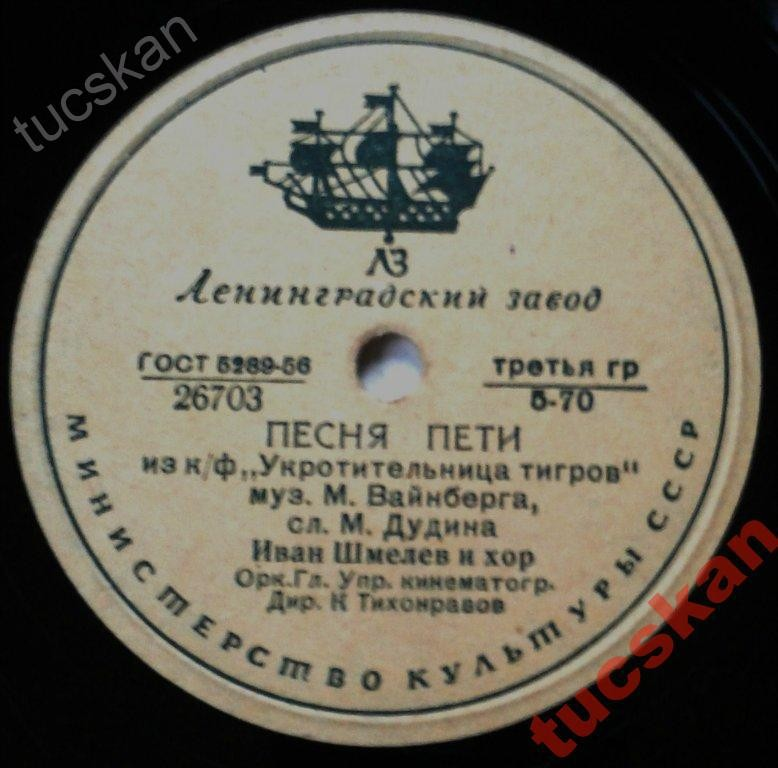 tucskan
ЛЗ
Ленинградский завод
ГОСТ 5289-56
26703
третья гр
5-70
ПЕСНЯ ПЕТИ
из к/ф „Укротительница тигров"
муз. М. Вайнберга,
сл. М. Дудина
Иван Шмелев и хор
Орк.Гл. Упр. кинематогр.
Дир. К Тихонравов
МИНИСТЕРСТВО КУЛЬТУРЫ СССР
tucskan